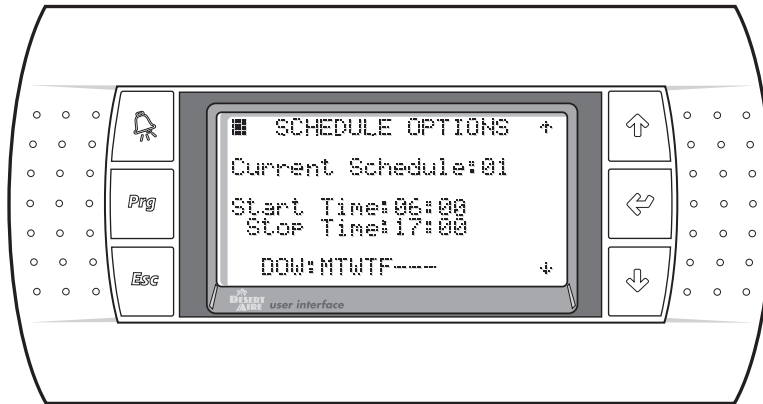 SCHEDULE OPTIONS
Current Schedule:01
Start Time:06:00
Stop Time:17:00
DOW:MTWTF---
Prg
Esc
DESERT AIRE user interface